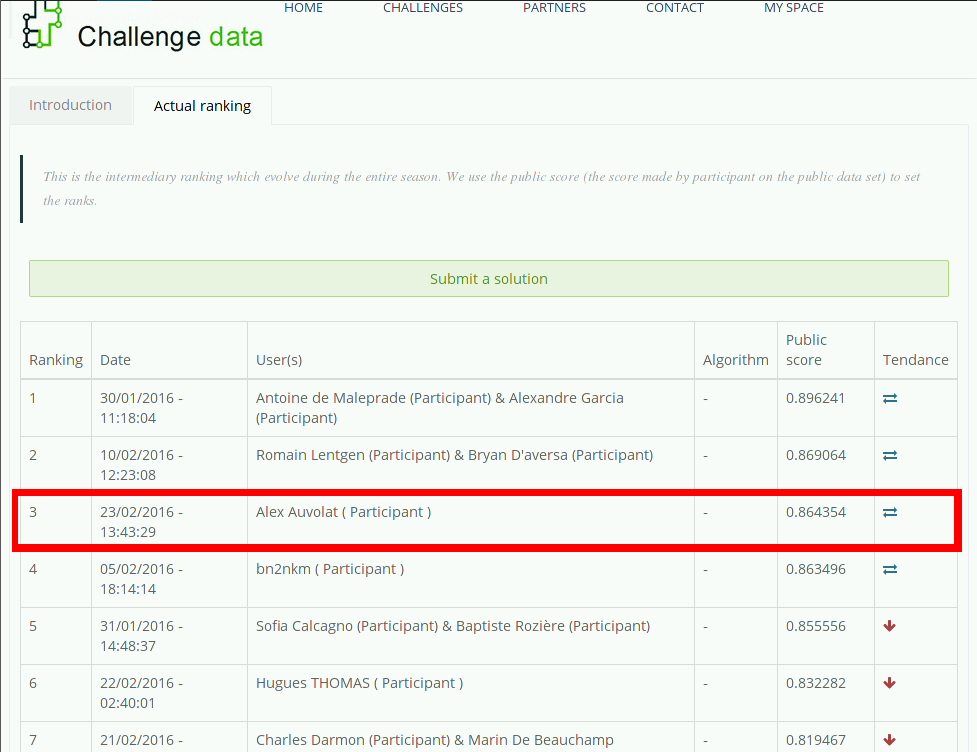 HOME CHALLENGES PARTNERS CONTACT MY SPACE
Challenge data
Introduction Actual ranking
This is the intermediary ranking which evolve during the entire season. We use the public score (the score made by participant on the public data set) to set
the ranks.
Submit a solution
Ranking Date User(s) Algorithm Public score Tendance
1 30/01/2016 - 11:18:04 Antoine de Maleprade (Participant) & Alexandre Garcia (Participant) - 0.896241
2 10/02/2016 - 12:23:08 Romain Lentgen (Participant) & Bryan D'aversa (Participant) - 0.869064
3 23/02/2016 - 13:43:29 Alex Auvolat ( Participant ) - 0.864354
4 05/02/2016 - 18:14:14 bn2nkm ( Participant ) - 0.863496
5 31/01/2016 - 14:48:37 Sofia Calcagno (Participant) & Baptiste Rozière (Participant) - 0.855556
6 22/02/2016 - 02:40:01 Hugues THOMAS ( Participant ) - 0.832282
7 21/02/2016 - Charles Darmon (Participant) & Marin De Beauchamp - 0.819467